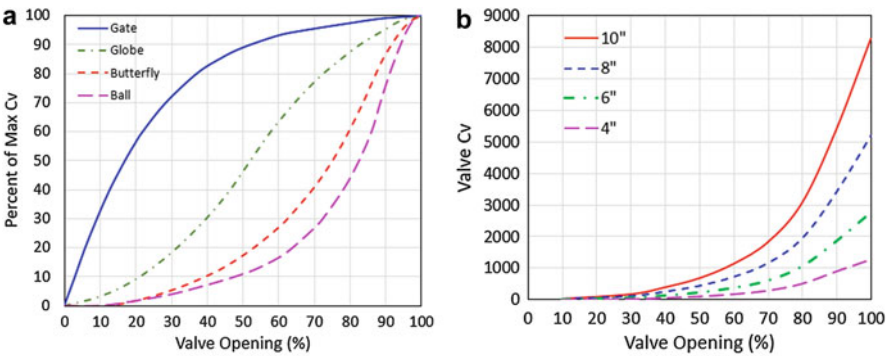 a
100
90
80
70
60
50
40
30
20
10
0
Percent of Max Cv
Gate
Globe
Butterfly
Ball
0 10 20 30 40 50 60 70 80 90 100
Valve Opening (%)
b
9000
8000
7000
6000
5000
4000
3000
2000
1000
0
Valve Cv
10"
8"
6"
4"
0 10 20 30 40 50 60 70 80 90 100
Valve Opening (%)